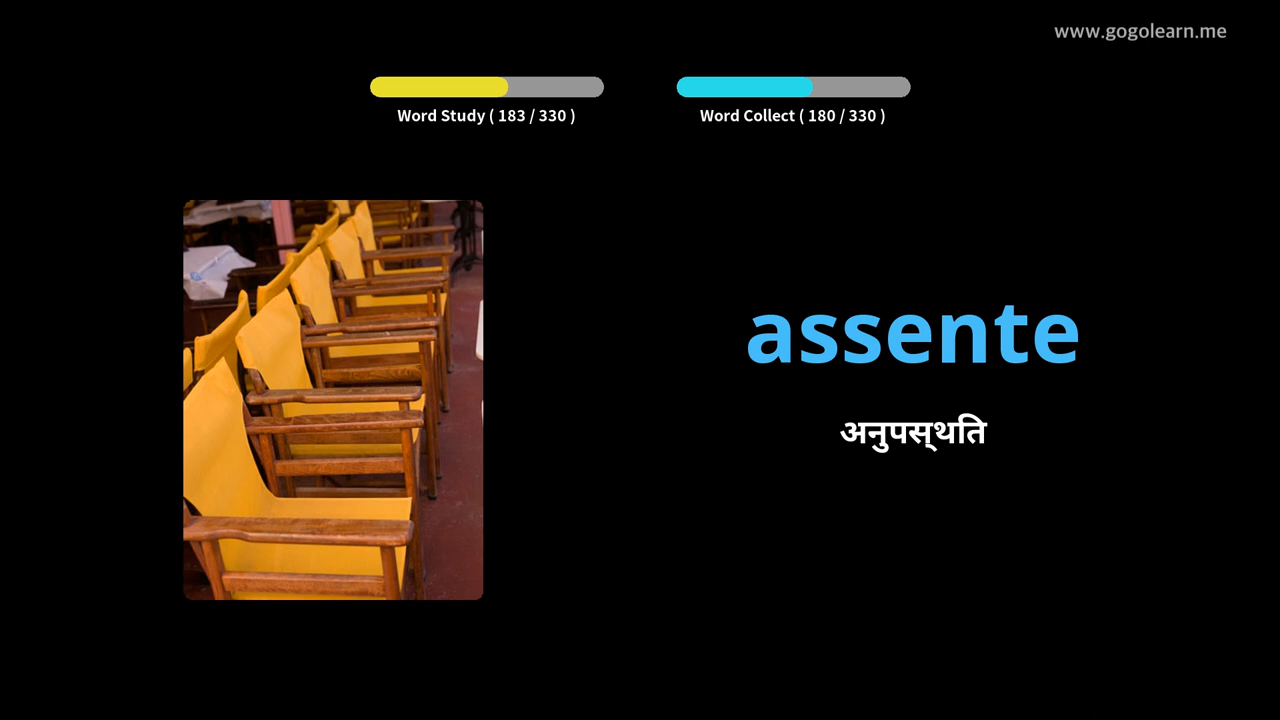 www.gogolearn.me
Word Study ( 183 / 330 )
Word Collect ( 180 / 330 )
assente
अनुपस्थति